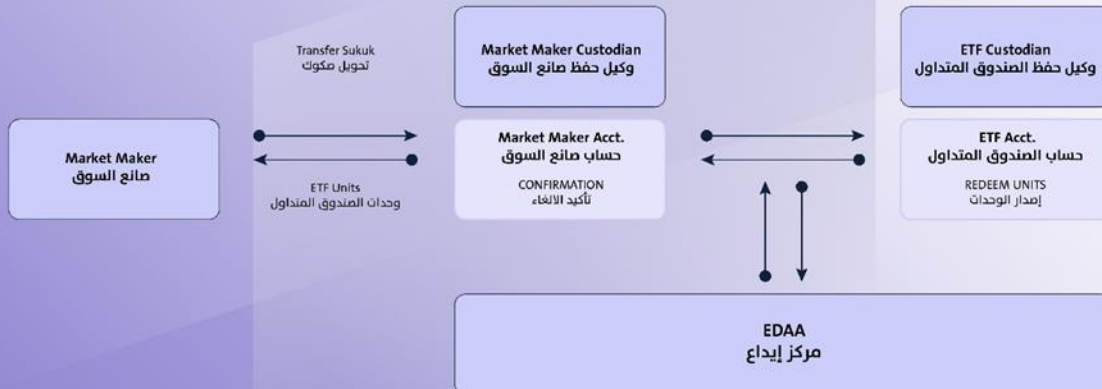 Transfer Sukuk
تحويل صكوك
Market Maker
صانع السوق
ETF Units
وحدات الصندوق المتداول
Market Maker Custodian
وكيل حفظ صانع السوق
Market Maker Acct.
حساب صانع السوق
CONFIRMATION
تأكيد الالغاء
ETF Custodian
وكيل حفظ الصندوق المتداول
ETF Acct.
حساب الصندوق المتداول
REDEEM UNITS
إصدار الوحدات
EDAA
مركز إيداع